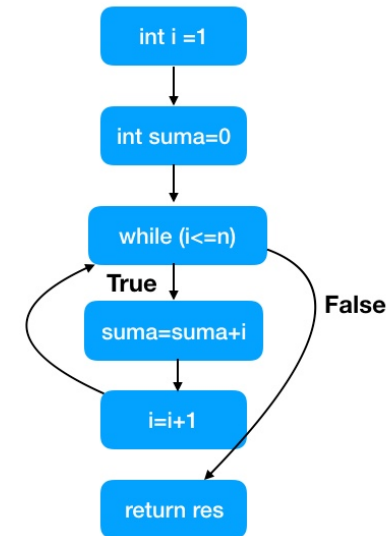 int i =1
int suma=0
while (i<=n)
True
False
suma=suma+i
i=i+1
return res